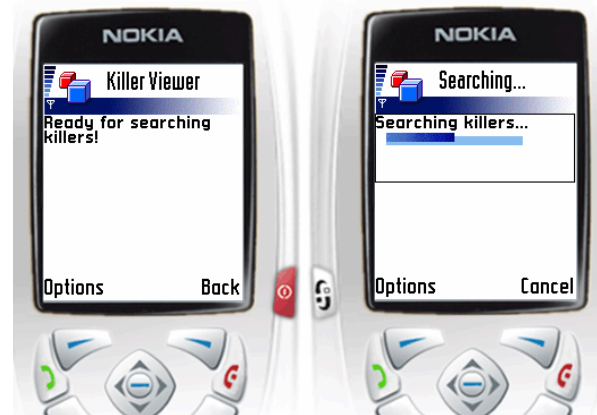 NOKIA
Killer Viewer
Ready for searching
killers!
Options Back
NOKIA
Searching...
Searching killers...
Options Cancel